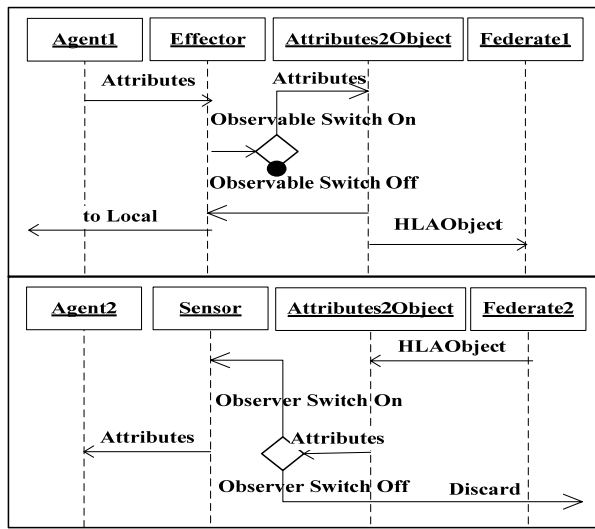 Agent1 Effector Attributes2Object Federate1
Attributes Attributes
Observable Switch On
Observable Switch Off
to Local
HLAObject
Agent2 Sensor Attributes2Object Federate2
HLAObject
Observer Switch On
Attributes Attributes
Observer Switch Off Discard